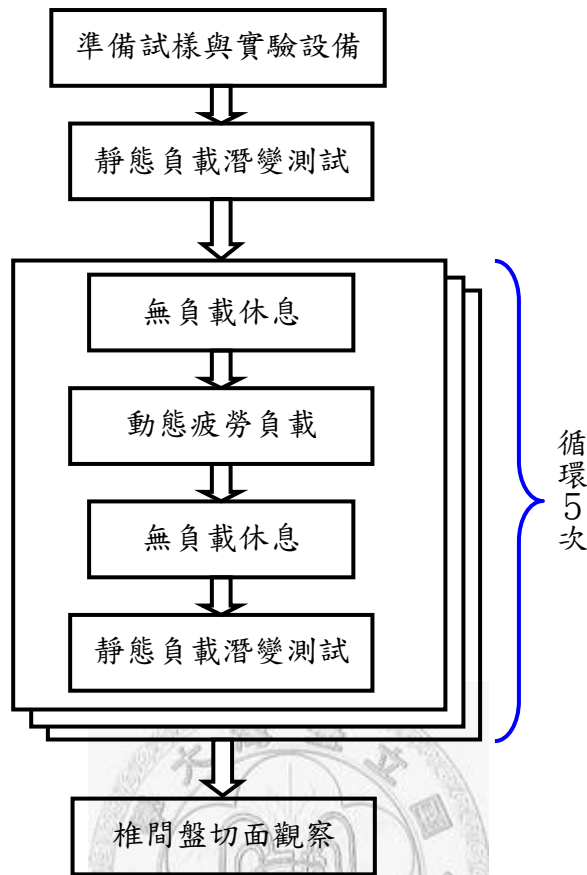 準備試樣與實驗設備
靜態負載潛變測試
無負載休息
動態疲勞負載
無負載休息
靜態負載潛變測試
循環5次
椎間盤切面觀察